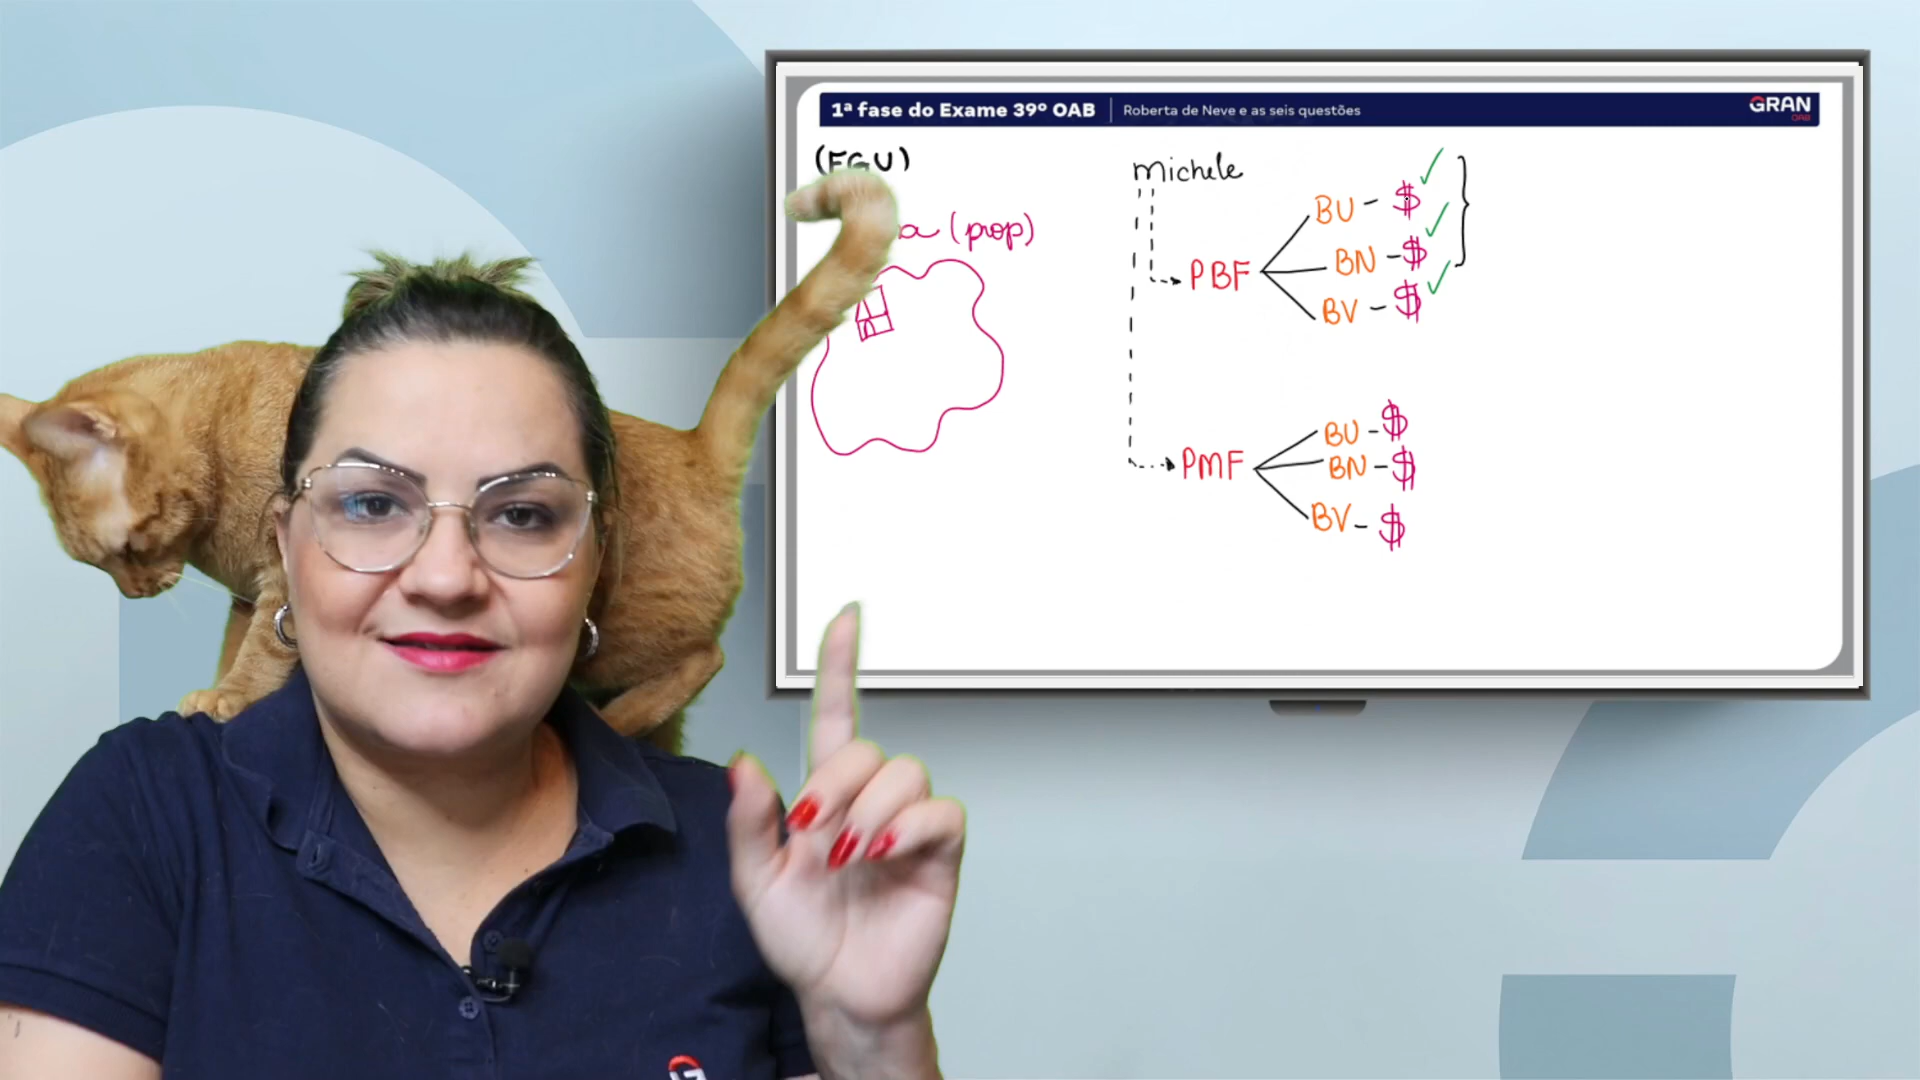 1ª fase do Exame 39º OAB | Roberta de Neve e as seis questões
GRAN
OAB
(FGV)
(prop)
michele
PBF
BU - $
BN - $
BV - $
PMF
BU - $
BN - $
BV - $